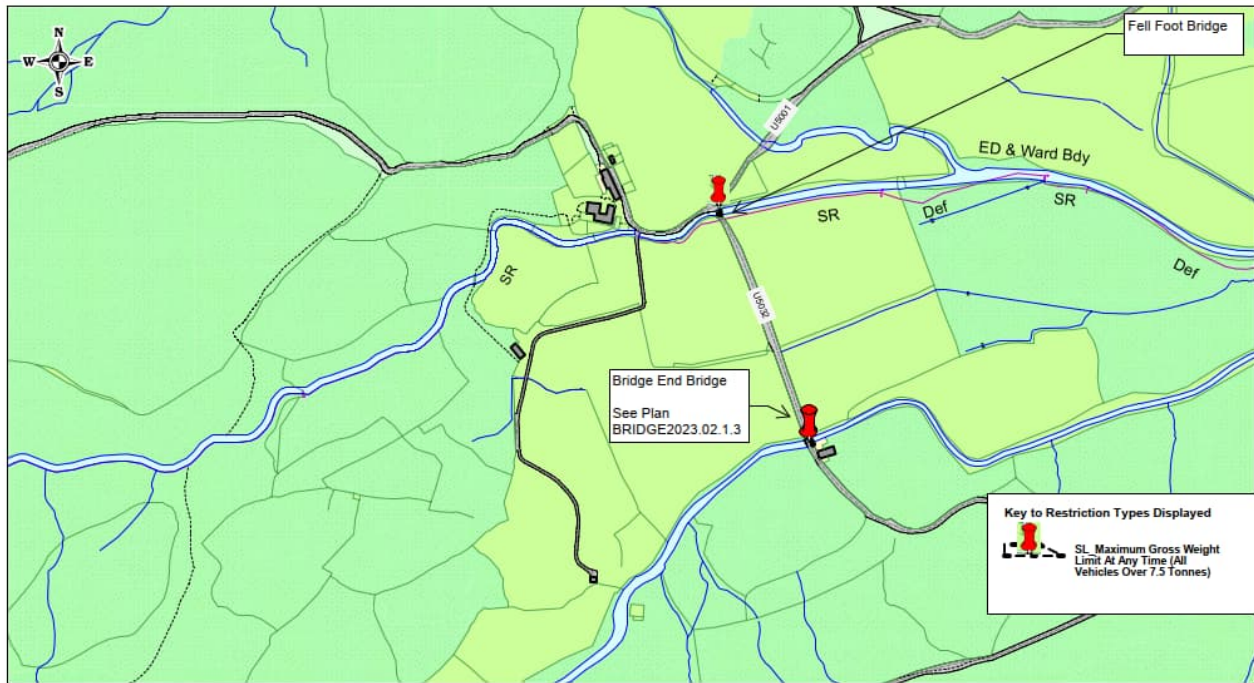 N
W E
S
Fell Foot Bridge
U5001
ED & Ward Bdy
SR
Def
SR
Def
SR
U5032
Bridge End Bridge
See Plan
BRIDGE2023.02.1.3
Key to Restriction Types Displayed
SL_Maximum Gross Weight
Limit At Any Time (All
Vehicles Over 7.5 Tonnes)